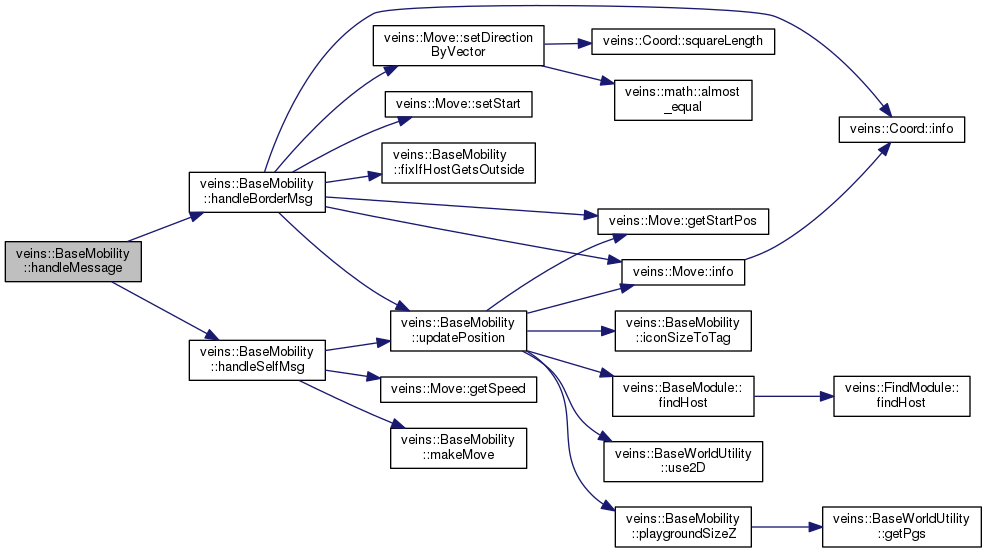 veins::BaseMobility
::handleMessage
veins::BaseMobility
::handleBorderMsg
veins::BaseMobility
::handleSelfMsg
veins::Move::setDirection
ByVector
veins::Move::setStart
veins::BaseMobility
::fixIfHostGetsOutside
veins::BaseMobility
::updatePosition
veins::Move::getSpeed
veins::BaseMobility
::makeMove
veins::Coord::squareLength
veins::math::almost
_equal
veins::Move::getStartPos
veins::Move::info
veins::BaseMobility
::iconSizeToTag
veins::BaseModule::
findHost
veins::BaseWorldUtility
::use2D
veins::BaseMobility
::playgroundSizeZ
veins::Coord::info
veins::FindModule::
findHost
veins::BaseWorldUtility
::getPgs